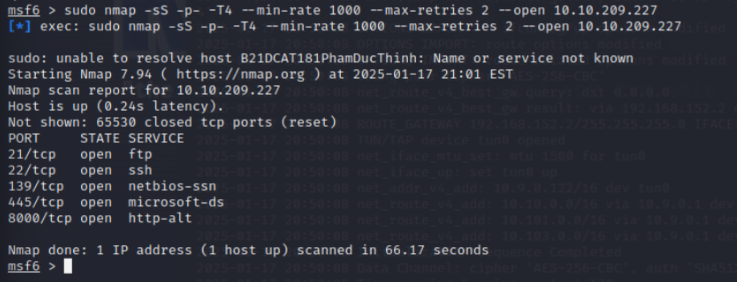 msf6 > sudo nmap -sS -p- -T4 --min-rate 1000 --max-retries 2 --open 10.10.209.227
[*] exec: sudo nmap -sS -p- -T4 --min-rate 1000 --max-retries 2 --open 10.10.209.227
sudo: unable to resolve host B21DCAT181PhamDucThinh: Name or service not known
Starting Nmap 7.94 ( https://nmap.org ) at 2025-01-17 21:01 EST
Nmap scan report for 10.10.209.227
Host is up (0.24s latency).
Not shown: 65530 closed tcp ports (reset)
PORT     STATE SERVICE
21/tcp   open  ftp
22/tcp   open  ssh
139/tcp  open  netbios-ssn
445/tcp  open  microsoft-ds
8000/tcp open  http-alt
Nmap done: 1 IP address (1 host up) scanned in 66.17 seconds
msf6 >